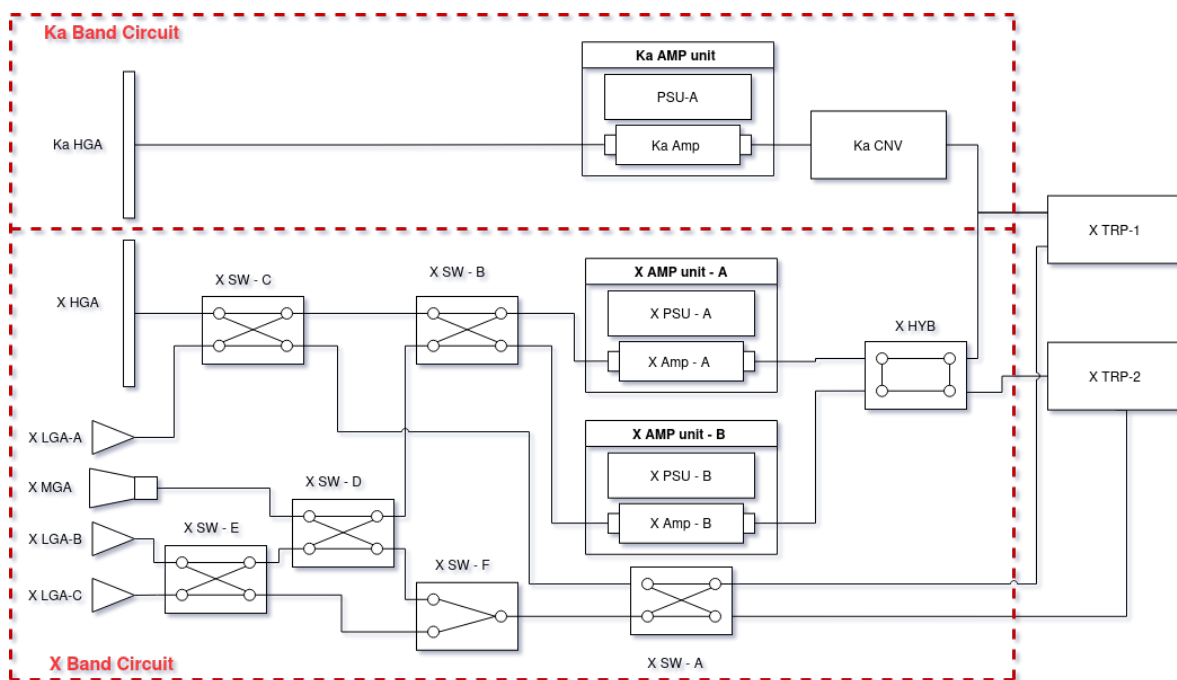 Ka Band Circuit
Ka AMP unit
PSU-A
Ka HGA
Ka Amp
Ka CNV
X TRP-1
X SW - C
X SW - B
X AMP unit - A
X HGA
X PSU - A
X HYB
X Amp - A
X TRP-2
X LGA-A
X AMP unit - B
X MGA
X SW - D
X PSU - B
X LGA-B
X SW - E
X Amp - B
X SW - F
X LGA-C
X Band Circuit
X SW - A